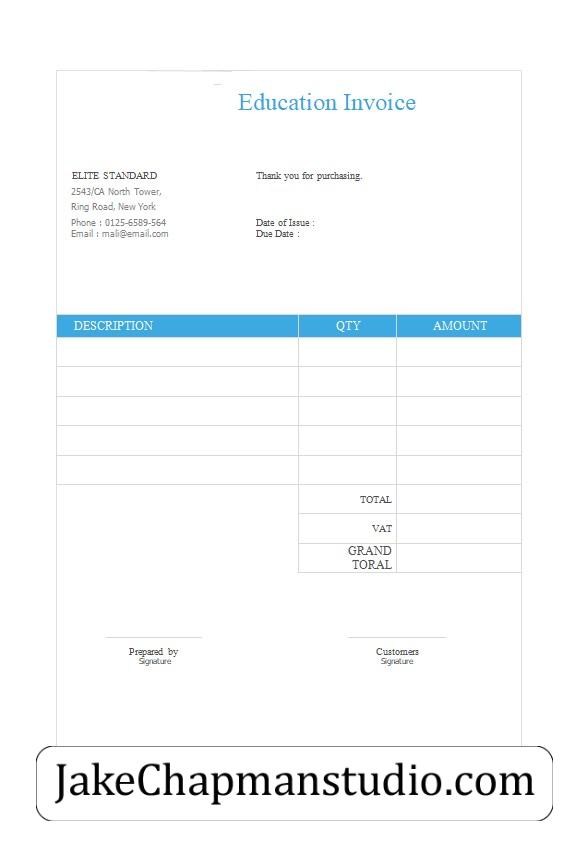 Education Invoice
ELITE STANDARD
2543/CA North Tower,
Ring Road, New York
Phone : 0125-6589-564
Email : mali@email.com
Thank you for purchasing.
Date of Issue :
Due Date :
DESCRIPTION QTY AMOUNT
TOTAL
VAT
GRAND
TORAL
Prepared by
Signature
Customers
Signature
JakeChapmanstudio.com